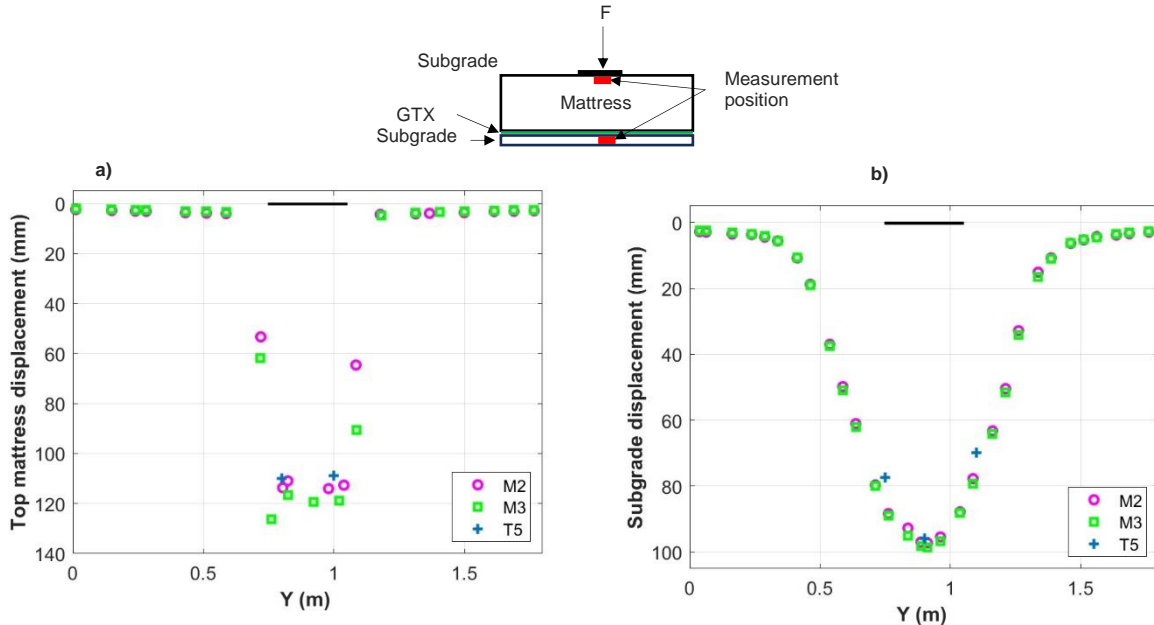 F
Subgrade
Mattress
Measurement
position
GTX
Subgrade
a)
0
20
40
60
80
100
120
140
0
0.5
1
1.5
Top mattress displacement (mm)
Y (m)
M2
M3
T5
b)
0
20
40
60
80
100
0
0.5
1
1.5
Subgrade displacement (mm)
Y (m)
M2
M3
T5